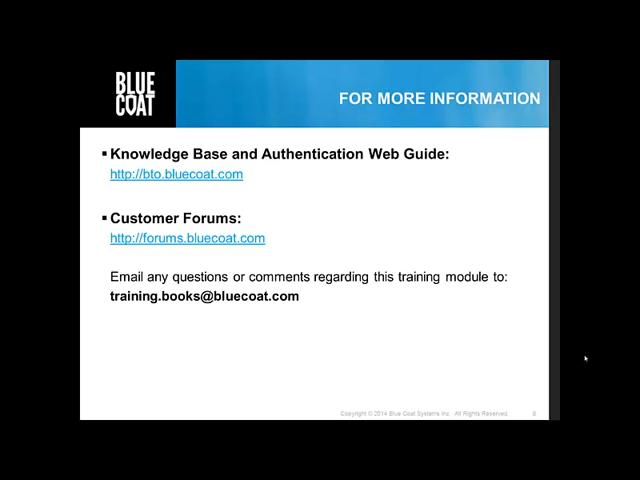 BLUE
COAT
FOR MORE INFORMATION
▪ Knowledge Base and Authentication Web Guide:
http://bto.bluecoat.com
▪ Customer Forums:
http://forums.bluecoat.com
Email any questions or comments regarding this training module to:
training.books@bluecoat.com
Copyright © 2014 Blue Coat Systems Inc. All Rights Reserved. 8